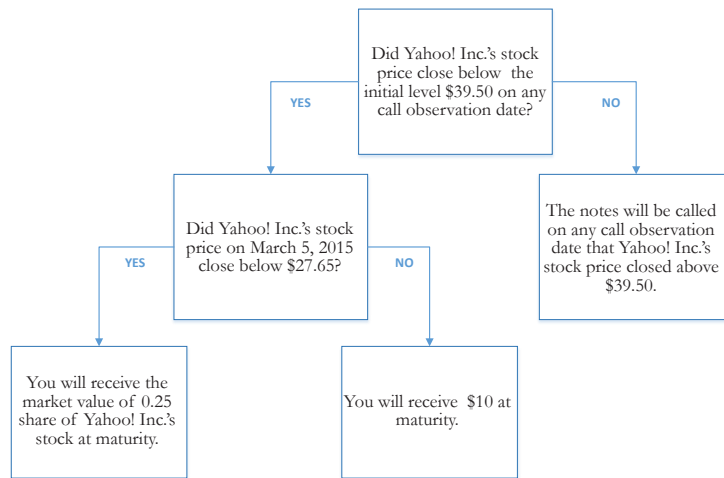 Did Yahoo! Inc.'s stock
price close below the
initial level $39.50 on any
call observation date?
YES
NO
Did Yahoo! Inc.'s stock
price on March 5, 2015
close below $27.65?
The notes will be called
on any call observation
date that Yahoo! Inc.'s
stock price closed above
$39.50.
YES
NO
You will receive the
market value of 0.25
share of Yahoo! Inc.'s
stock at maturity.
You will receive $10 at
maturity.